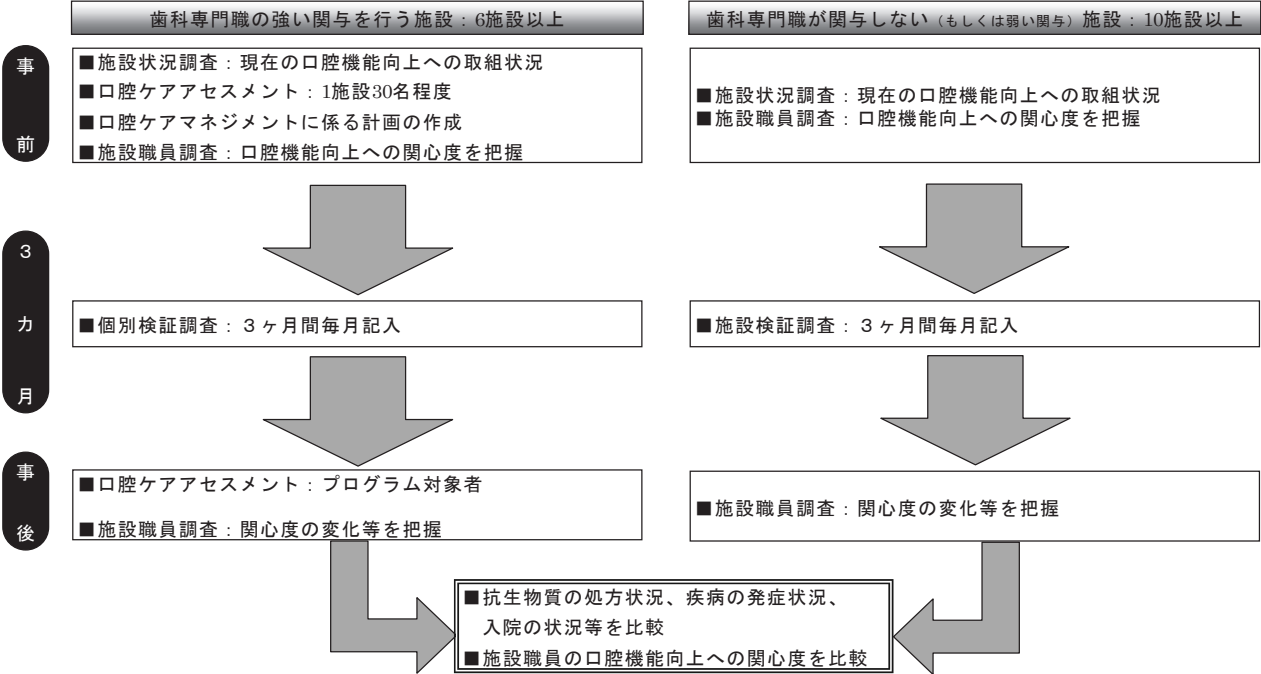 歯科専門職の強い関与を行う施設：6施設以上
歯科専門職が関与しない（もしくは弱い関与）施設：10施設以上
事前
■施設状況調査：現在の口腔機能向上への取組状況
■口腔ケアアセスメント：1施設30名程度
■口腔ケアマネジメントに係る計画の作成
■施設職員調査：口腔機能向上への関心度を把握
■施設状況調査：現在の口腔機能向上への取組状況
■施設職員調査：口腔機能向上への関心度を把握
3カ月
■個別検証調査：３ヶ月間毎月記入
■施設検証調査：３ヶ月間毎月記入
事後
■口腔ケアアセスメント：プログラム対象者
■施設職員調査：関心度の変化等を把握
■施設職員調査：関心度の変化等を把握
■抗生物質の処方状況、疾病の発症状況、
入院の状況等を比較
■施設職員の口腔機能向上への関心度を比較